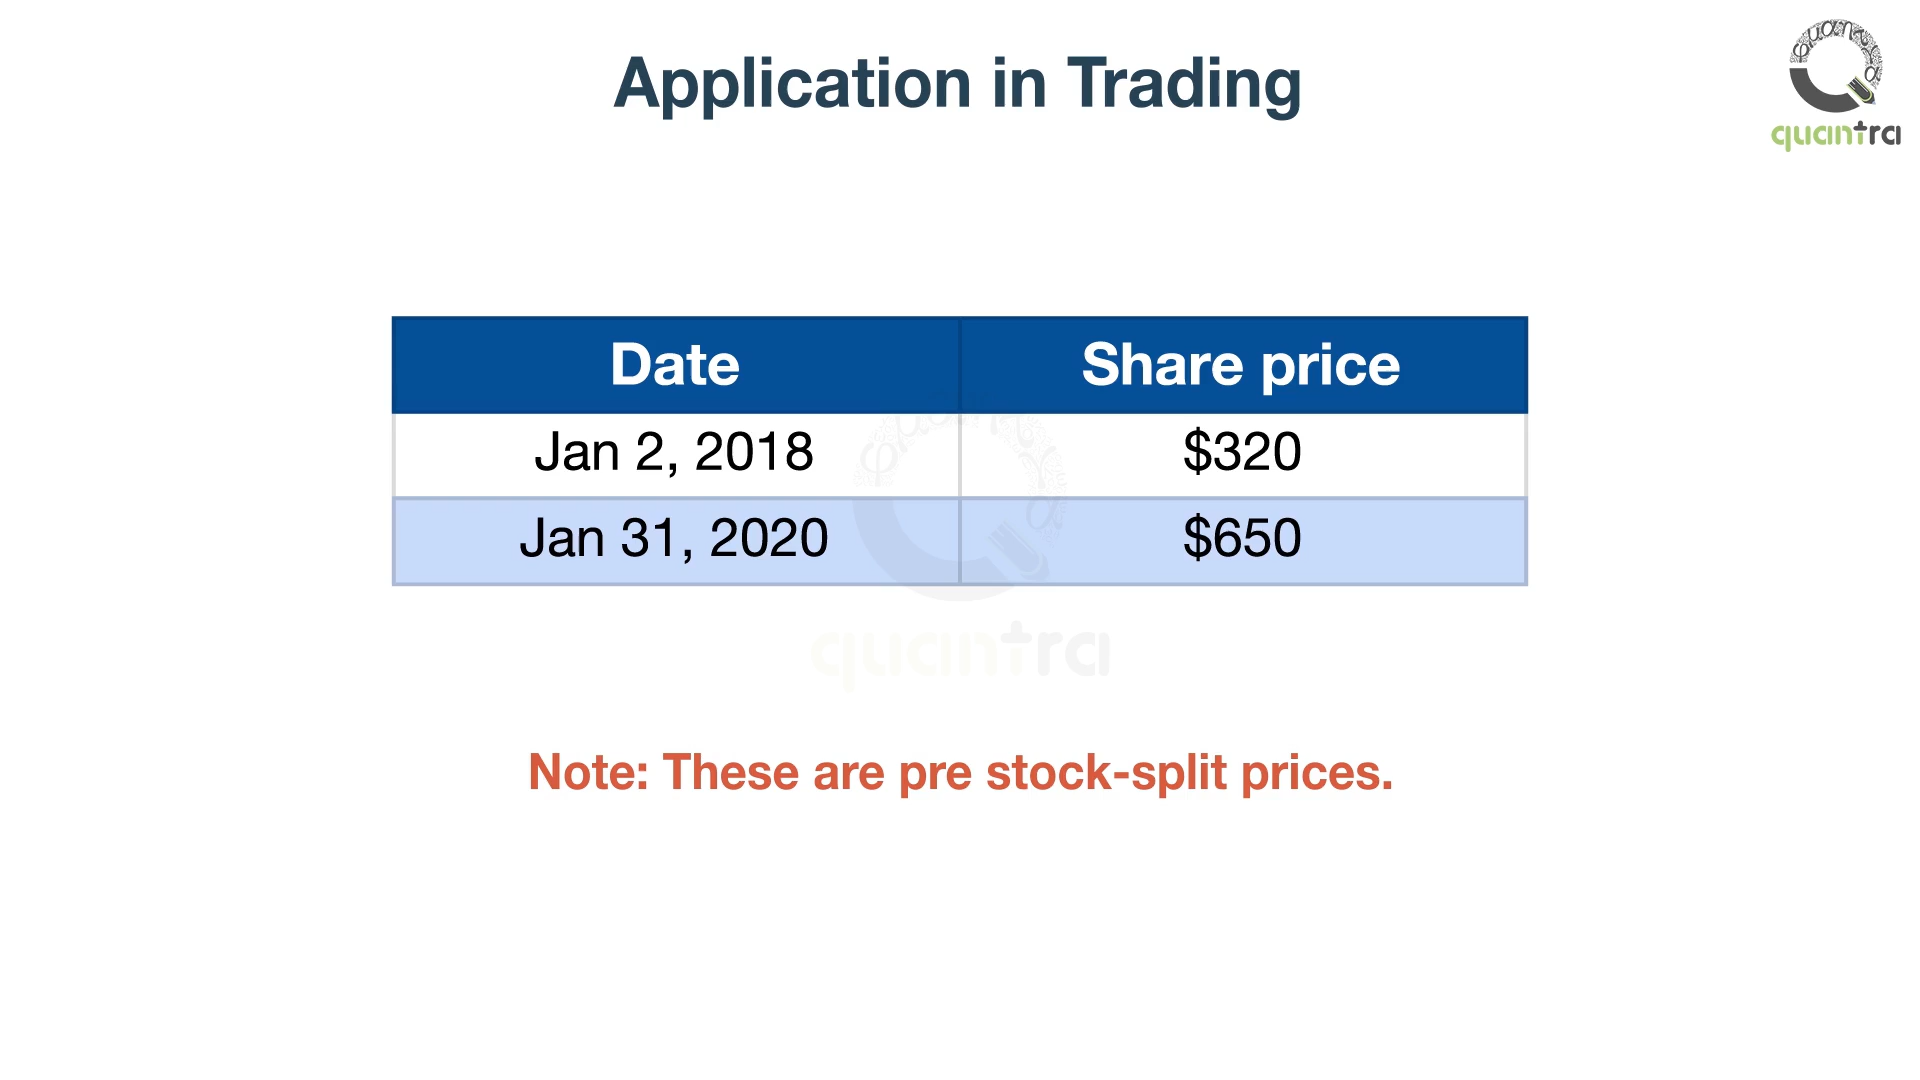 Application in Trading
quantra
Date Share price
Jan 2, 2018 $320
Jan 31, 2020 $650
quantra
Note: These are pre stock-split prices.